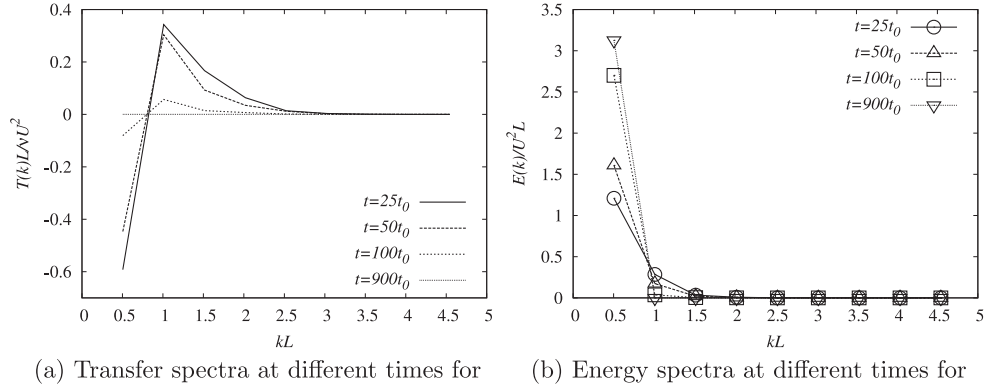 0.4
0.2
0
-0.2
-0.4
-0.6
T(k)L/νU²
0 0.5 1 1.5 2 2.5 3 3.5 4 4.5 5
kL
t=25t₀
t=50t₀
t=100t₀
t=900t₀
(a) Transfer spectra at different times for
3.5
3
2.5
2
1.5
1
0.5
0
E(k)/U²L
0 0.5 1 1.5 2 2.5 3 3.5 4 4.5 5
kL
t=25t₀
t=50t₀
t=100t₀
t=900t₀
(b) Energy spectra at different times for